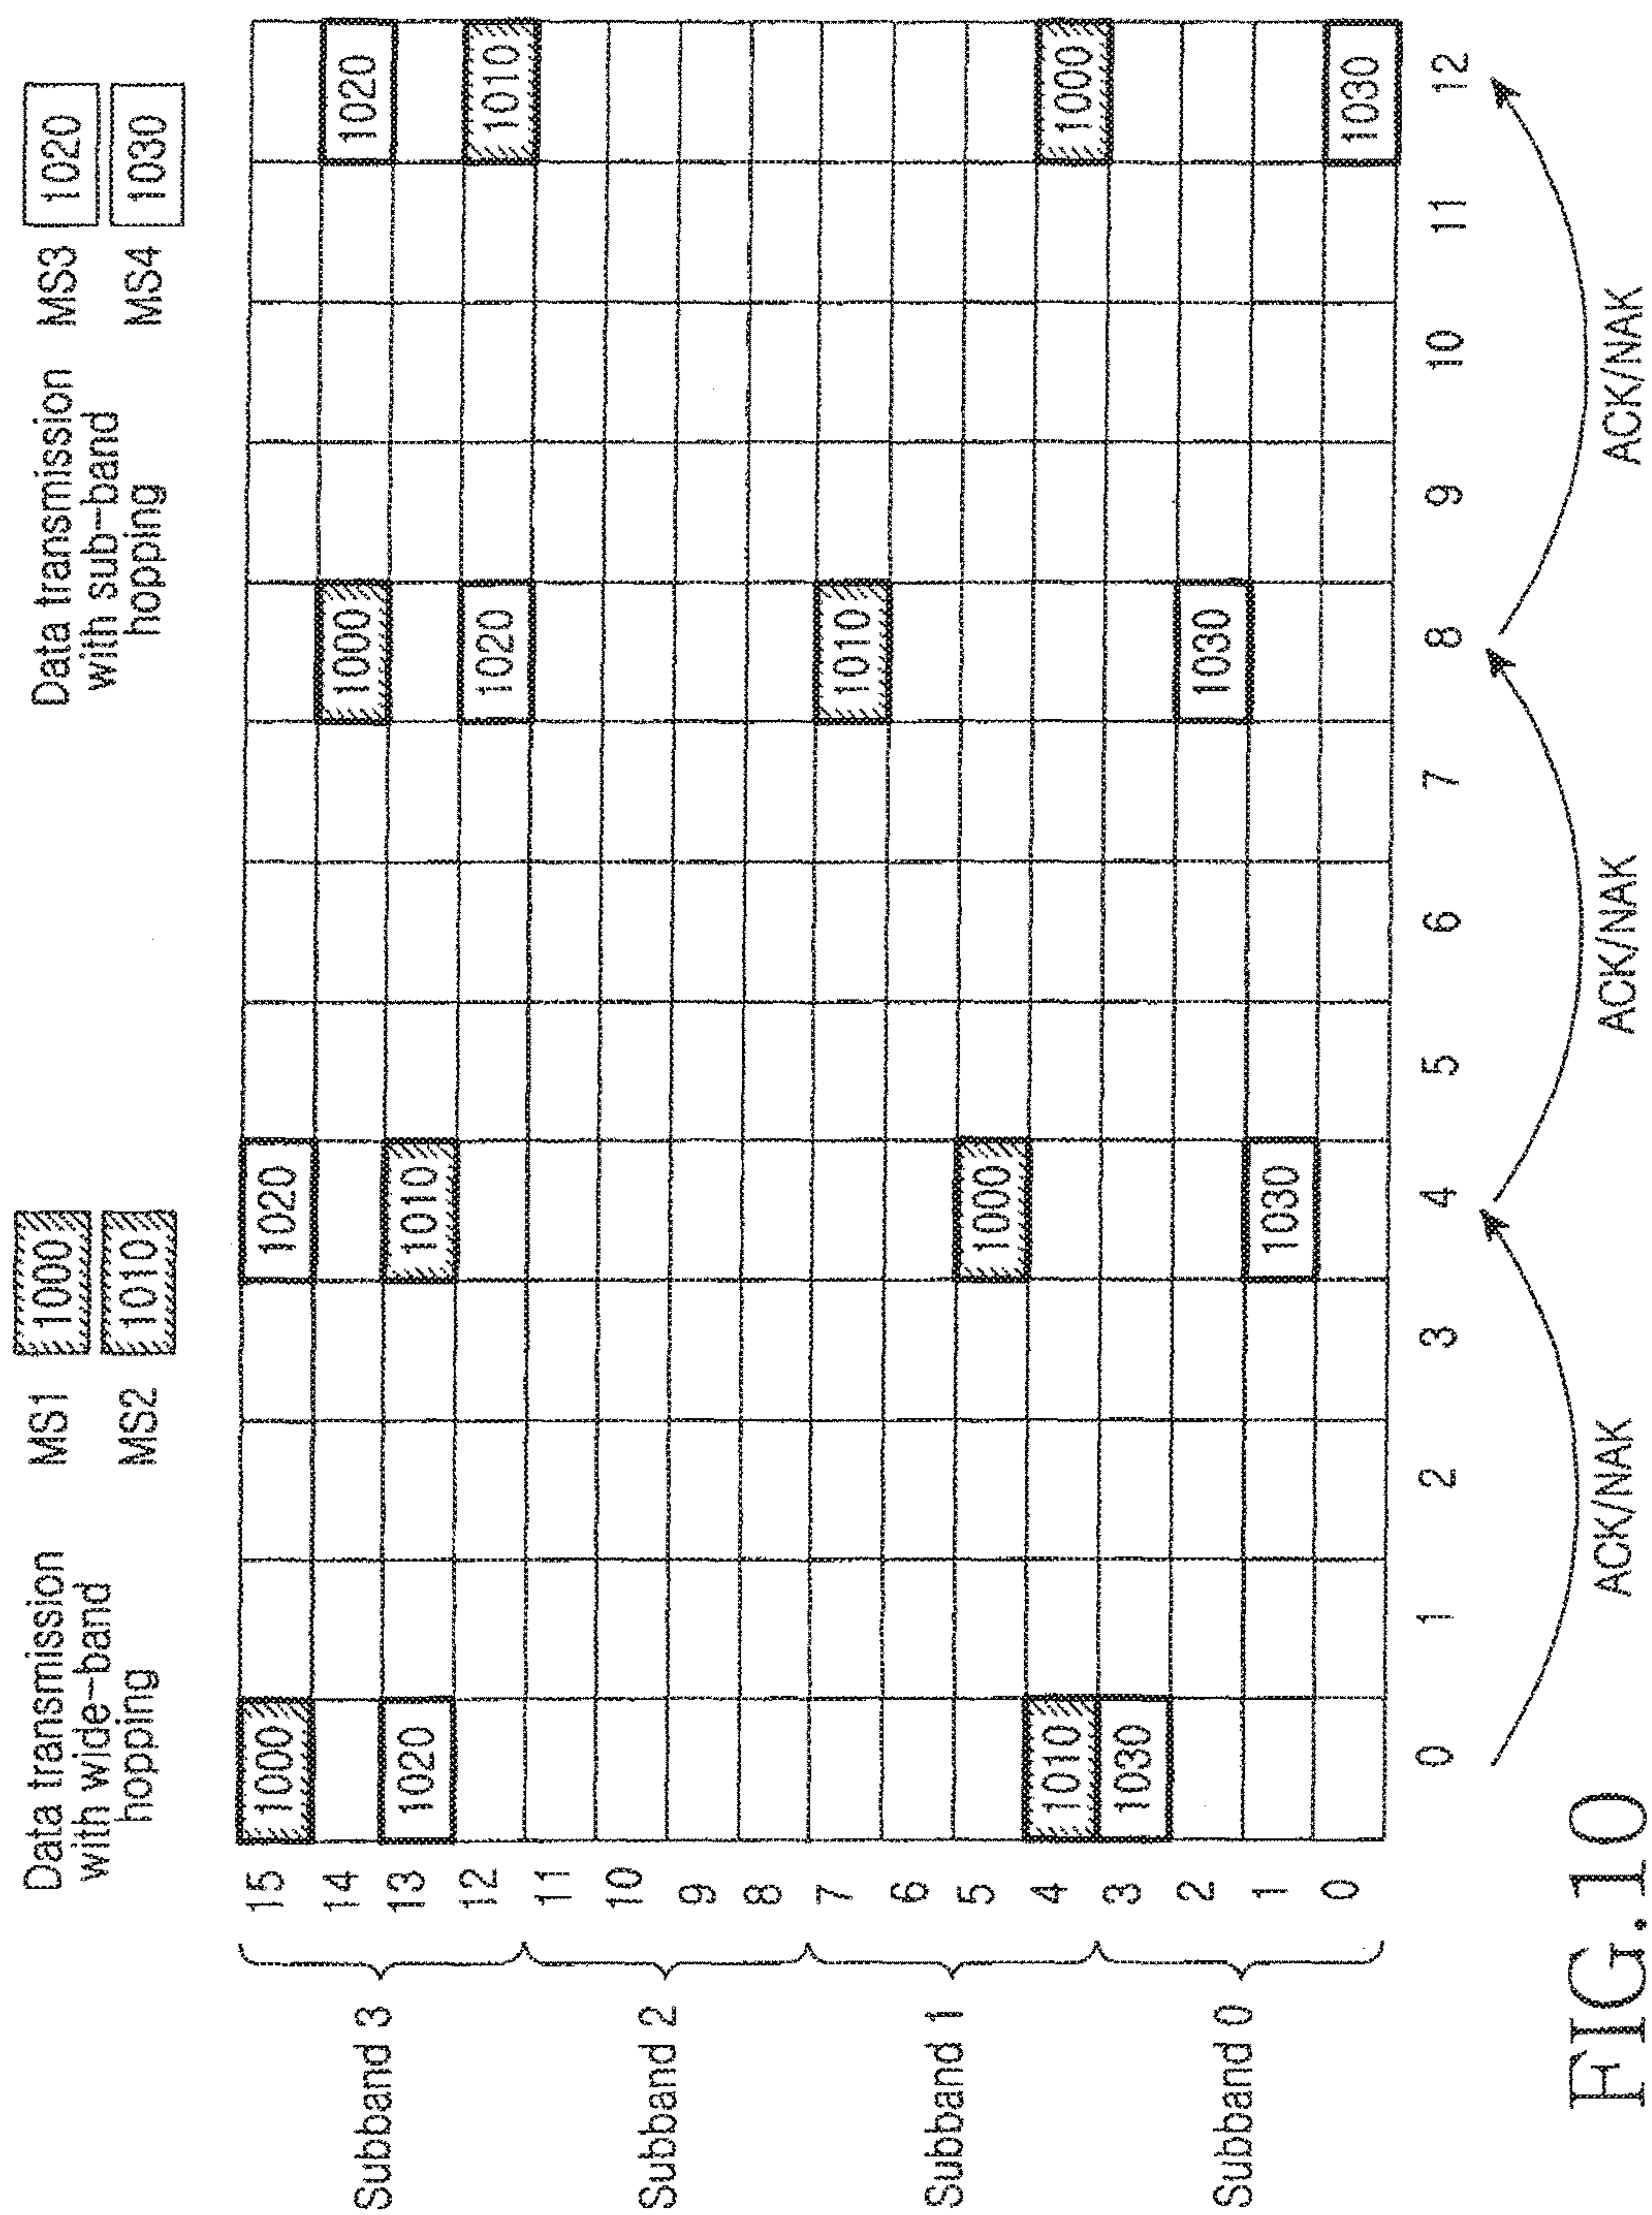 Data transmission
with wide-band
hopping
MS1 1000
MS2 1010
Data transmission
with sub-band
hopping
MS3 1020
MS4 1030
Subband 3
Subband 2
Subband 1
Subband 0
15 1000 1020
14 1000 1020
13 1020 1010
12 1020 1010
11
10
9
8
7 1010
6
5 1000
4 1010 1000
3 1030
2 1030
1 1030
0 1030
0 1 2 3 4 5 6 7 8 9 10 11 12
ACK/NAK ACK/NAK ACK/NAK
FIG.10